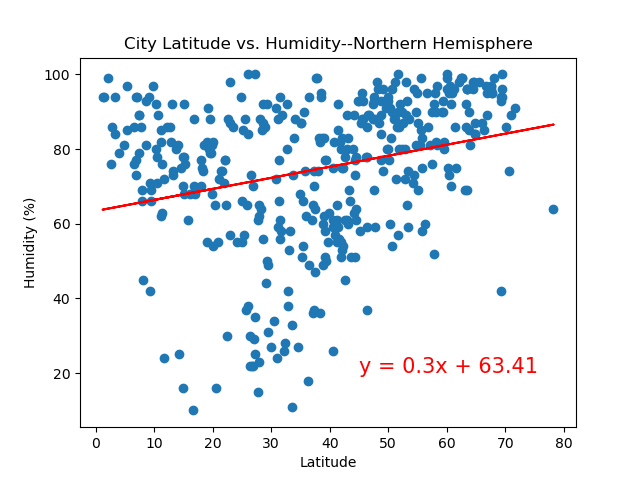 City Latitude vs. Humidity--Northern Hemisphere
Humidity (%)
100
80
60
40
20
y = 0.3x + 63.41
0 10 20 30 40 50 60 70 80
Latitude